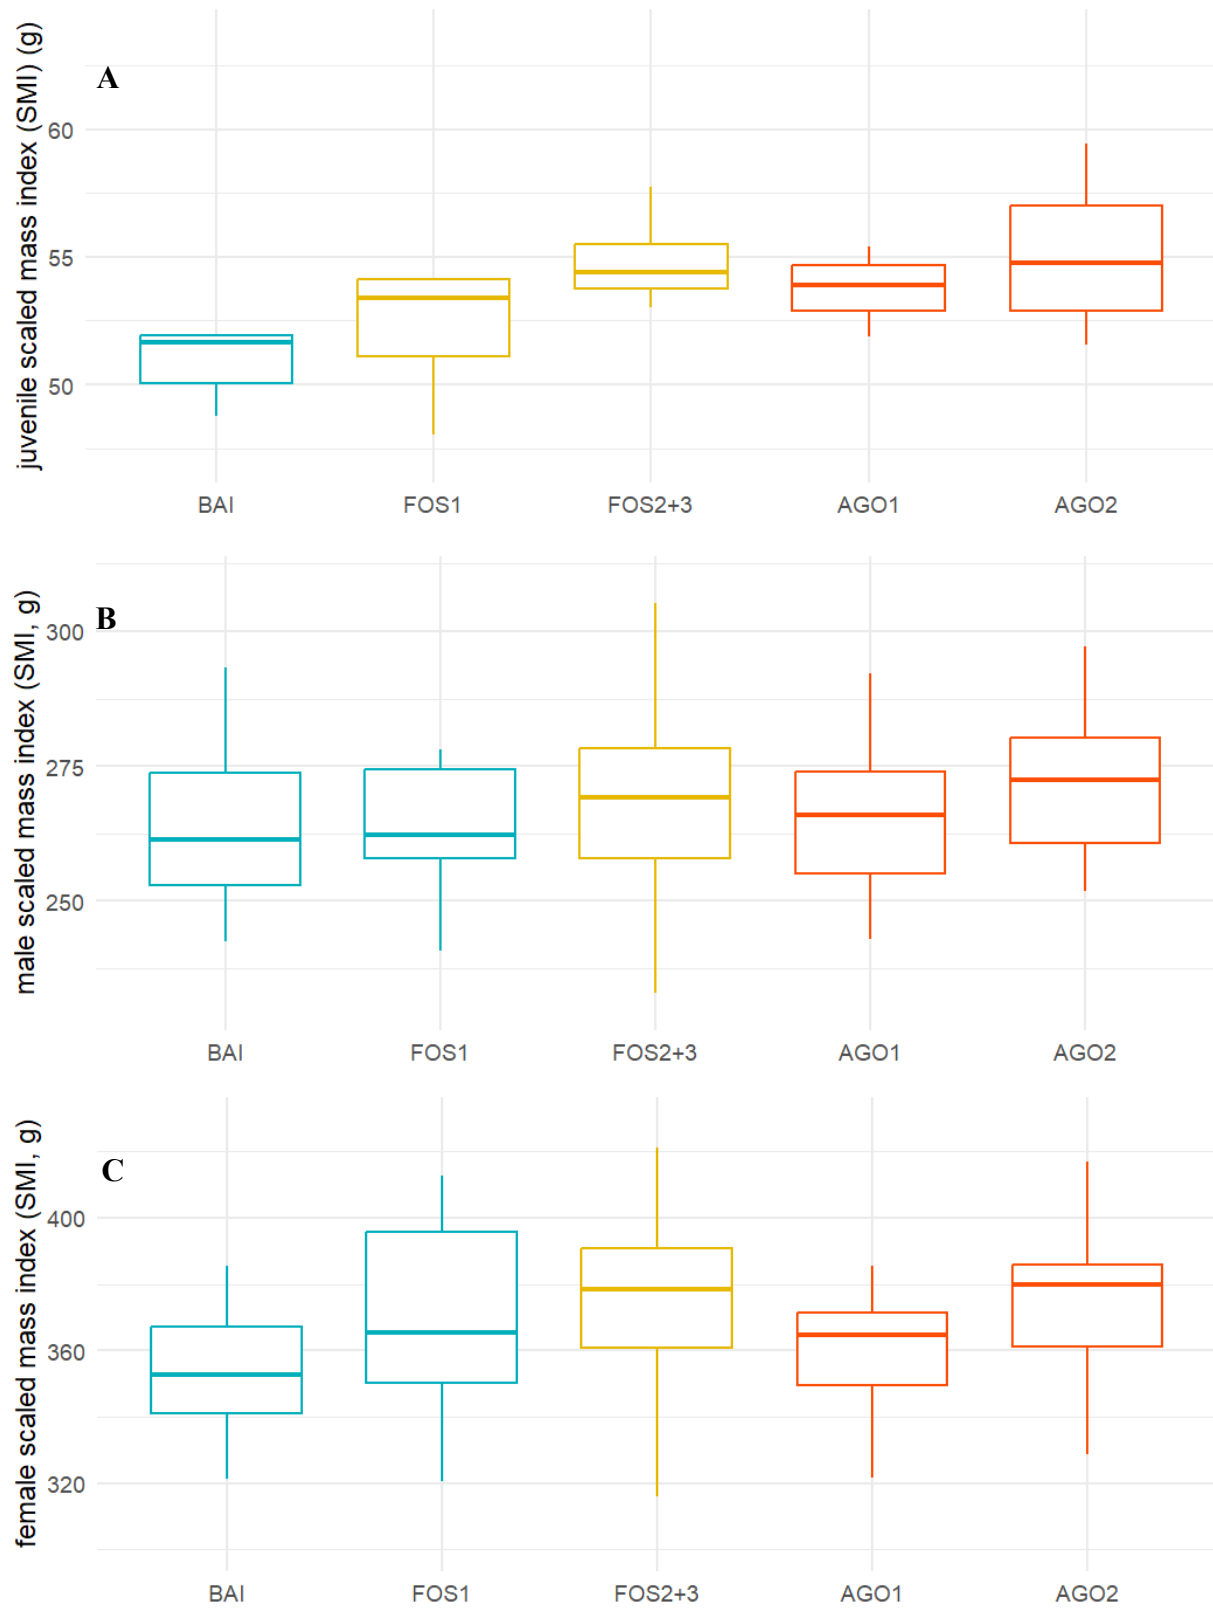 A
juvenile scaled mass index (SMI) (g)
60
55
50
BAI FOS1 FOS2+3 AGO1 AGO2
B
male scaled mass index (SMI, g)
300
275
250
BAI FOS1 FOS2+3 AGO1 AGO2
C
female scaled mass index (SMI, g)
400
360
320
BAI FOS1 FOS2+3 AGO1 AGO2